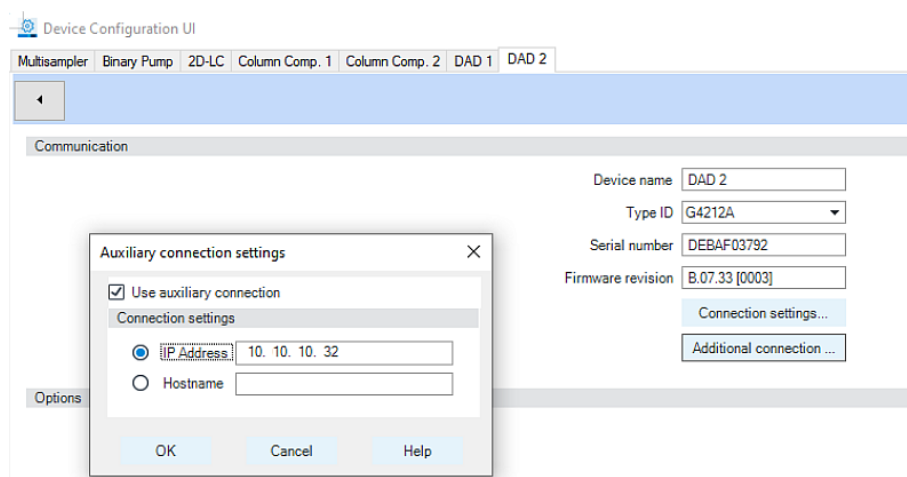 Device Configuration UI
Multisampler Binary Pump 2D-LC Column Comp. 1 Column Comp. 2 DAD 1 DAD 2
Communication
Device name DAD 2
Type ID G4212A
Serial number DEBAF03792
Firmware revision B.07.33 [0003]
Connection settings...
Additional connection ...
Auxiliary connection settings
Use auxiliary connection
Connection settings
IP Address 10. 10. 10. 32
Hostname
OK Cancel Help
Options